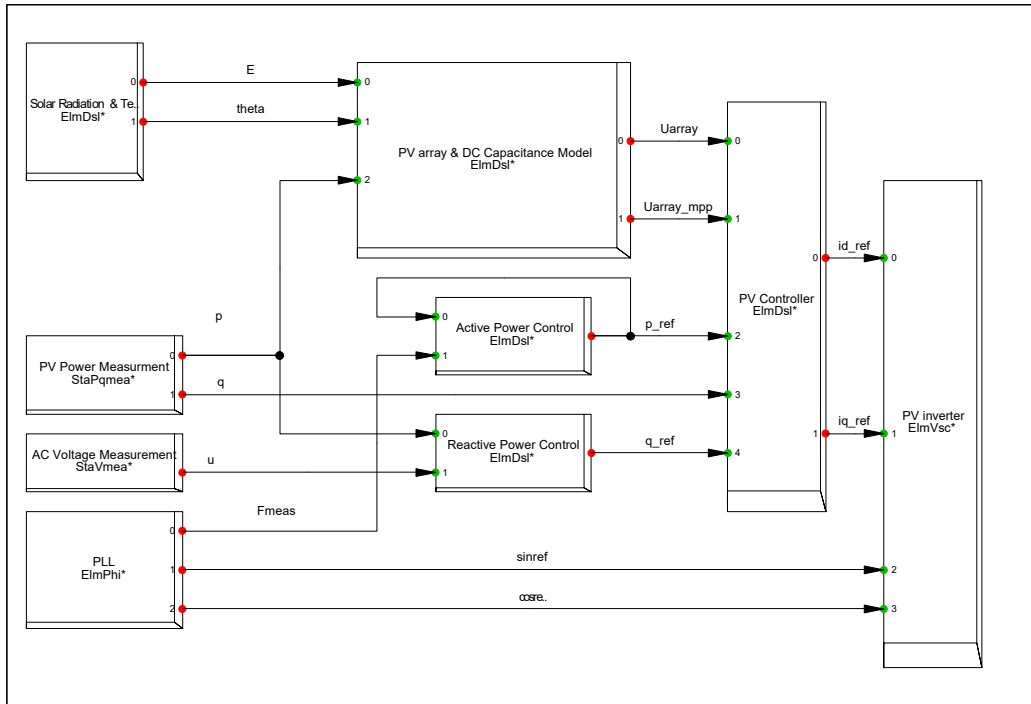 0
Solar Radiation & Te..
ElmDsl*
1
E
theta
0
1
2
PV array & DC Capacitance Model
ElmDsl*
0
1
Uarray
Uarray_mpp
0
1
2
3
4
PV Controller
ElmDsl*
0
1
id_ref
iq_ref
0
1
2
3
PV inverter
ElmVsc*
0
1
Active Power Control
ElmDsl*
p_ref
p
q
PV Power Measurment
StaPqmea*
0
1
AC Voltage Measurement
StaVmea*
u
0
1
Reactive Power Control
ElmDsl*
q_ref
Fmeas
PLL
ElmPhi*
0
1
2
sinref
cosre..